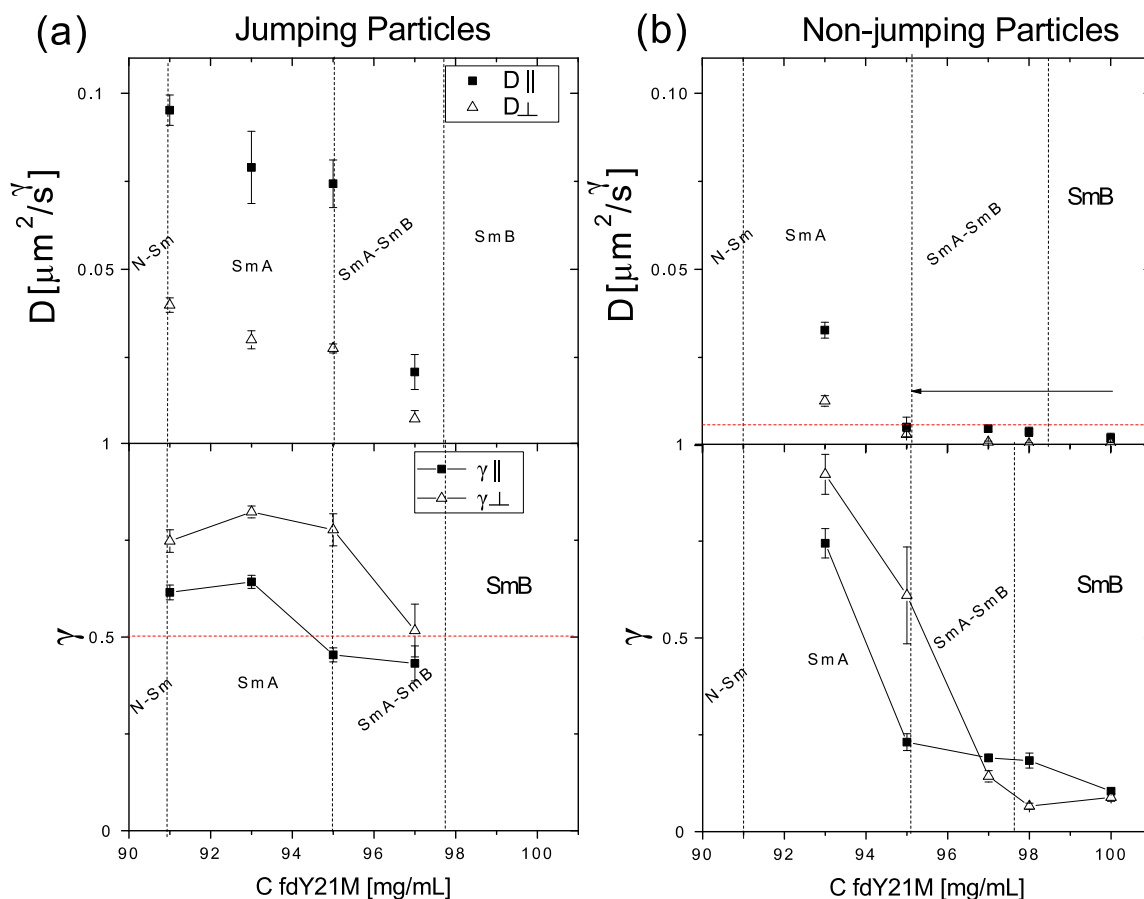 (a) Jumping Particles
0.1
0.05
D[μm²/s^γ]
D||
D⊥
N-Sm
SmA
SmA-SmB
SmB
1
0.5
0
γ
γ||
γ⊥
N-Sm
SmA
SmA-SmB
SmB
90 92 94 96 98 100
C fdY21M [mg/mL]
(b) Non-jumping Particles
0.10
0.05
0.00
D[μm²/s^γ]
N-Sm
SmA
SmA-SmB
SmB
1
0.5
0
γ
N-Sm
SmA
SmA-SmB
SmB
90 92 94 96 98 100
C fdY21M [mg/mL]